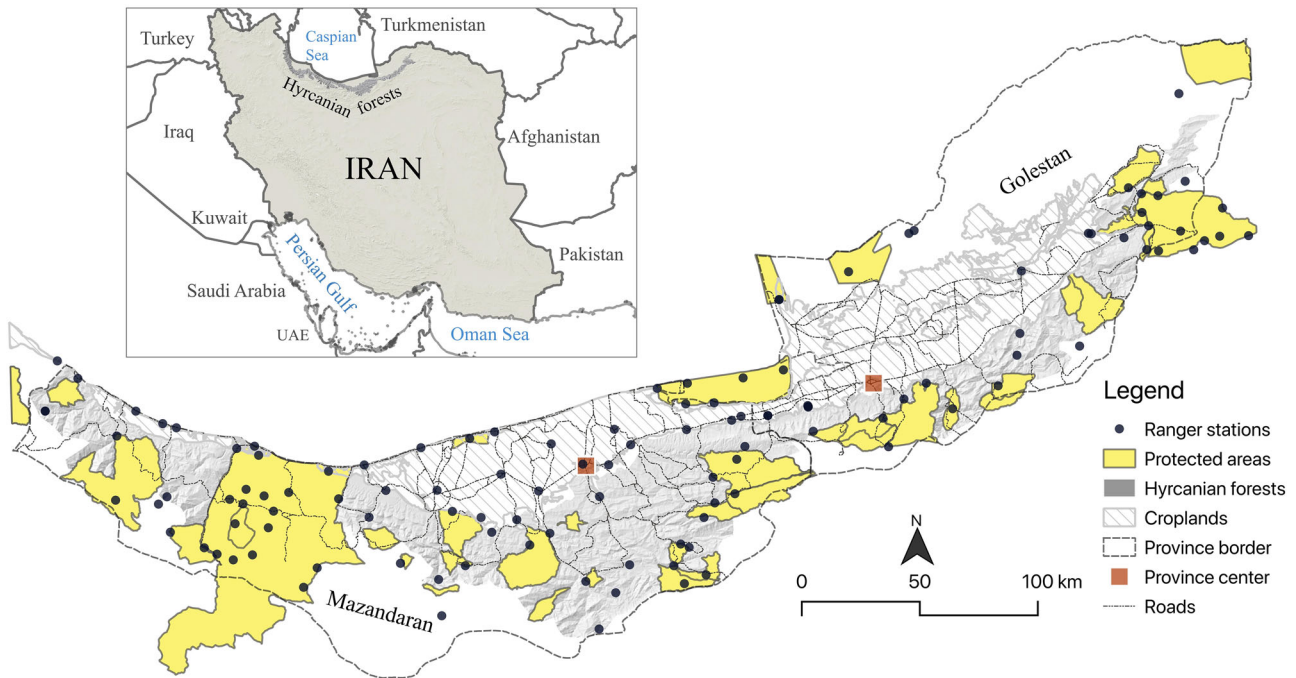 Turkey
Caspian
Sea
Turkmenistan
Hyrcanian forests
Iraq
Afghanistan
IRAN
Kuwait
Persian Gulf
Pakistan
Saudi Arabia
UAE
Oman Sea
Golestan
Mazandaran
Legend
Ranger stations
Protected areas
Hyrcanian forests
Croplands
Province border
Province center
Roads
N
0 50 100 km